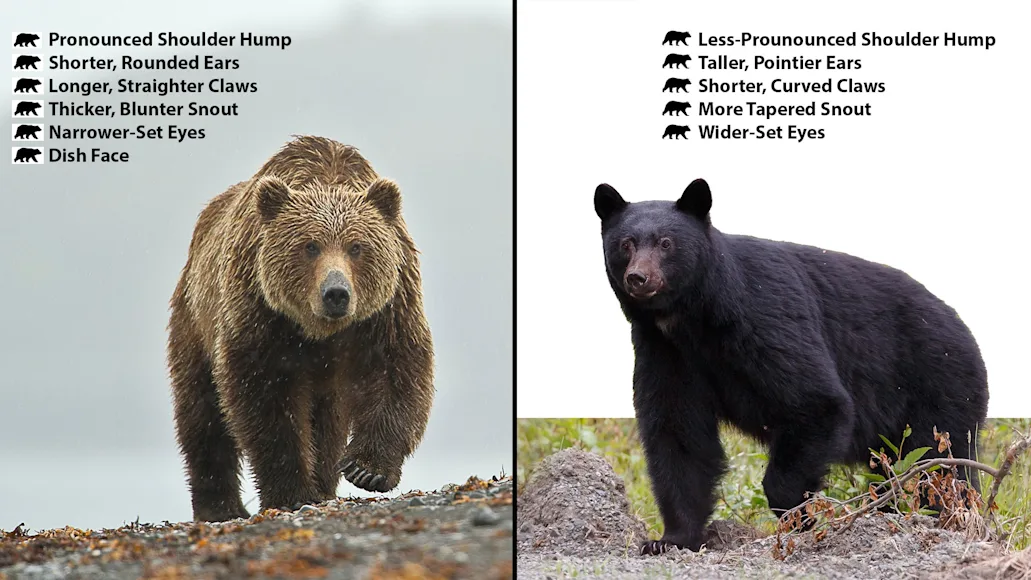 Pronounced Shoulder Hump
Shorter, Rounded Ears
Longer, Straighter Claws
Thicker, Blunter Snout
Narrower-Set Eyes
Dish Face
Less-Prounounced Shoulder Hump
Taller, Pointier Ears
Shorter, Curved Claws
More Tapered Snout
Wider-Set Eyes